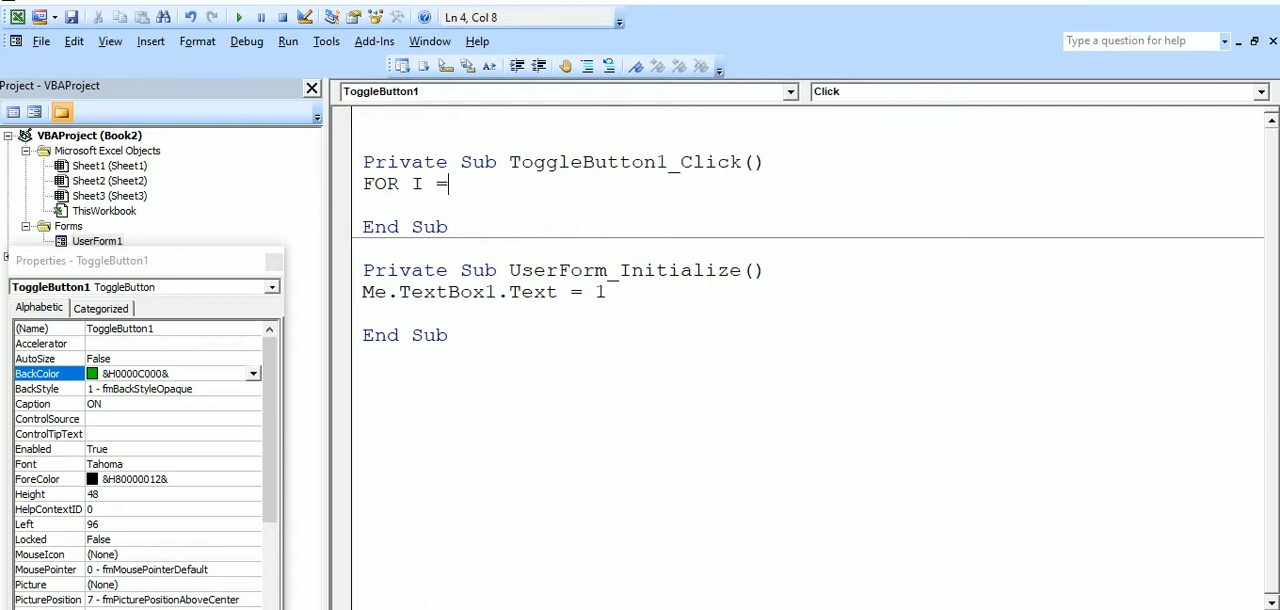 Ln 4, Col 8
File Edit View Insert Format Debug Run Tools Add-Ins Window Help
Type a question for help
Project - VBAProject
ToggleButton1
Click
VBAProject (Book2)
Microsoft Excel Objects
Sheet1 (Sheet1)
Sheet2 (Sheet2)
Sheet3 (Sheet3)
ThisWorkbook
Forms
UserForm1
Properties - ToggleButton1
ToggleButton1 ToggleButton
Alphabetic Categorized
(Name) ToggleButton1
Accelerator
AutoSize False
BackColor &H0000C000&
BackStyle 1 - fmBackStyleOpaque
Caption ON
ControlSource
ControlTipText
Enabled True
Font Tahoma
ForeColor &H80000012&
Height 48
HelpContextID 0
Left 96
Locked False
MouseIcon (None)
MousePointer 0 - fmMousePointerDefault
Picture (None)
PicturePosition 7 - fmPicturePositionAboveCenter
Private Sub ToggleButton1_Click()
FOR I =
End Sub
Private Sub UserForm_Initialize()
Me.TextBox1.Text = 1
End Sub